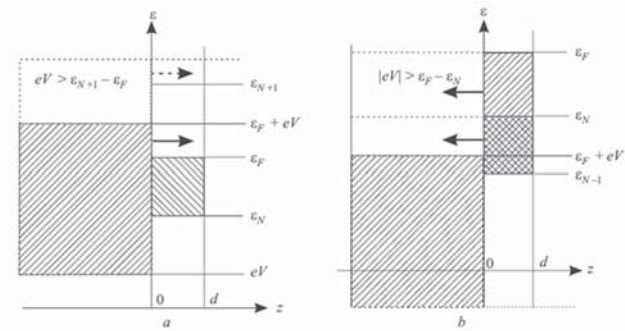 ε
eV > ε_{N+1} − ε_F
ε_{N+1}
ε_F + eV
ε_F
ε_N
eV
0
d
z
a
ε
|eV| > ε_F − ε_N
ε_F
ε_N
ε_F + eV
ε_{N−1}
0
d
z
b